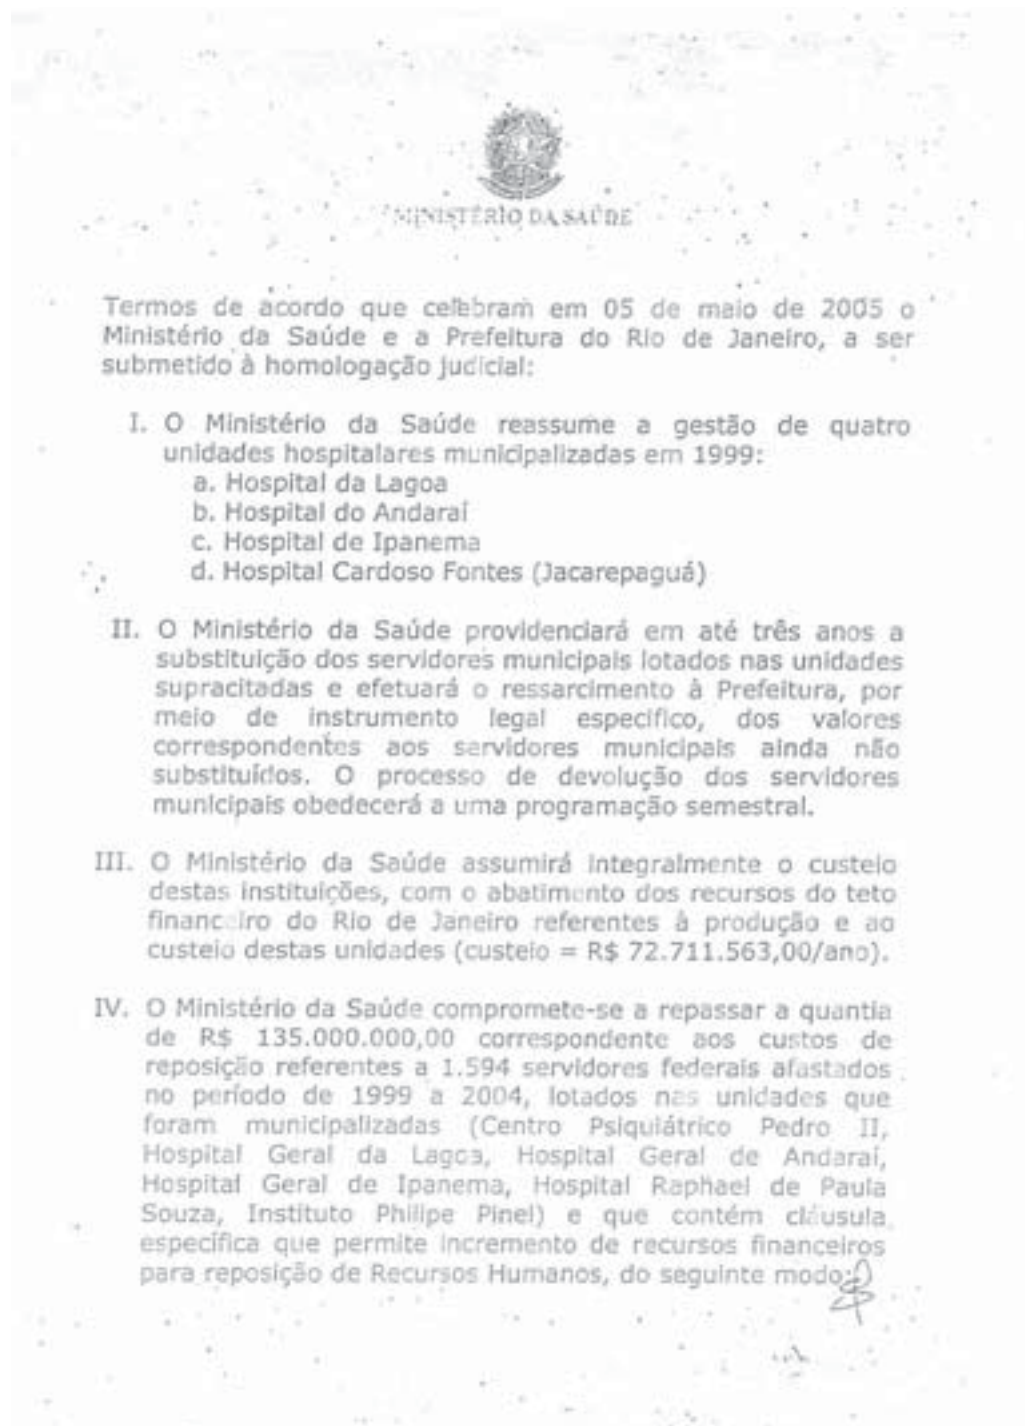 MINISTÉRIO DA SAÚDE
Termos de acordo que celebram em 05 de maio de 2005 o
Ministério da Saúde e a Prefeitura do Rio de Janeiro, a ser
submetido à homologação judicial:
I. O Ministério da Saúde reassume a gestão de quatro
unidades hospitalares municipalizadas em 1999:
a. Hospital da Lagoa
b. Hospital do Andaraí
c. Hospital de Ipanema
d. Hospital Cardoso Fontes (Jacarepaguá)
II. O Ministério da Saúde providenciará em até três anos a
substituição dos servidores municipais lotados nas unidades
supracitadas e efetuará o ressarcimento à Prefeitura, por
meio de instrumento legal específico, dos valores
correspondentes aos servidores municipais ainda não
substituídos. O processo de devolução dos servidores
municipais obedecerá a uma programação semestral.
III. O Ministério da Saúde assumirá integralmente o custeio
destas instituições, com o abatimento dos recursos do teto
financeiro do Rio de Janeiro referentes à produção e ao
custeio destas unidades (custeio = R$ 72.711.563,00/ano).
IV. O Ministério da Saúde compromete-se a repassar a quantia
de R$ 135.000.000,00 correspondente aos custos de
reposição referentes a 1.594 servidores federais afastados
no período de 1999 a 2004, lotados nas unidades que
foram municipalizadas (Centro Psiquiátrico Pedro II,
Hospital Geral da Lagoa, Hospital Geral de Andaraí,
Hospital Geral de Ipanema, Hospital Raphael de Paula
Souza, Instituto Philipe Pinel) e que contém cláusula
específica que permite incremento de recursos financeiros
para reposição de Recursos Humanos, do seguinte modo: